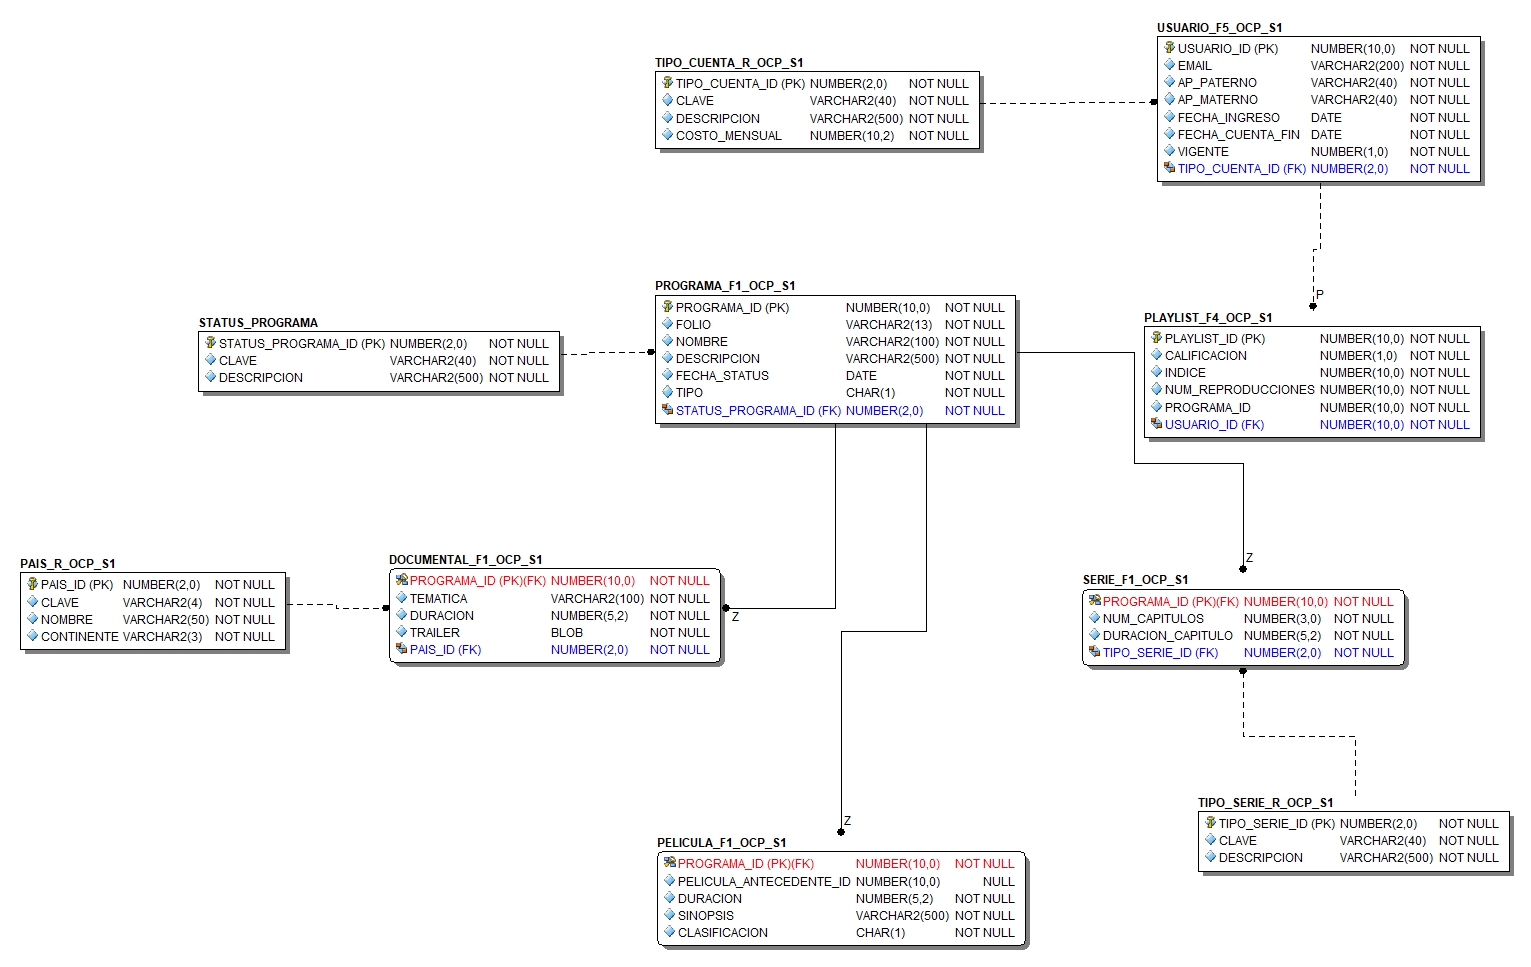 USUARIO_F5_OCP_S1
USUARIO_ID (PK) NUMBER(10,0) NOT NULL
EMAIL VARCHAR2(200) NOT NULL
AP_PATERNO VARCHAR2(40) NOT NULL
AP_MATERNO VARCHAR2(40) NOT NULL
FECHA_INGRESO DATE NOT NULL
FECHA_CUENTA_FIN DATE NOT NULL
VIGENTE NUMBER(1,0) NOT NULL
TIPO_CUENTA_ID (FK) NUMBER(2,0) NOT NULL
TIPO_CUENTA_R_OCP_S1
TIPO_CUENTA_ID (PK) NUMBER(2,0) NOT NULL
CLAVE VARCHAR2(40) NOT NULL
DESCRIPCION VARCHAR2(500) NOT NULL
COSTO_MENSUAL NUMBER(10,2) NOT NULL
PROGRAMA_F1_OCP_S1
PROGRAMA_ID (PK) NUMBER(10,0) NOT NULL
FOLIO VARCHAR2(13) NOT NULL
NOMBRE VARCHAR2(100) NOT NULL
DESCRIPCION VARCHAR2(500) NOT NULL
FECHA_STATUS DATE NOT NULL
TIPO CHAR(1) NOT NULL
STATUS_PROGRAMA_ID (FK) NUMBER(2,0) NOT NULL
P
PLAYLIST_F4_OCP_S1
PLAYLIST_ID (PK) NUMBER(10,0) NOT NULL
CALIFICACION NUMBER(1,0) NOT NULL
INDICE NUMBER(10,0) NOT NULL
NUM_REPRODUCCIONES NUMBER(10,0) NOT NULL
PROGRAMA_ID NUMBER(10,0) NOT NULL
USUARIO_ID (FK) NUMBER(10,0) NOT NULL
STATUS_PROGRAMA
STATUS_PROGRAMA_ID (PK) NUMBER(2,0) NOT NULL
CLAVE VARCHAR2(40) NOT NULL
DESCRIPCION VARCHAR2(500) NOT NULL
PAIS_R_OCP_S1
PAIS_ID (PK) NUMBER(2,0) NOT NULL
CLAVE VARCHAR2(4) NOT NULL
NOMBRE VARCHAR2(50) NOT NULL
CONTINENTE VARCHAR2(3) NOT NULL
DOCUMENTAL_F1_OCP_S1
PROGRAMA_ID (PK)(FK) NUMBER(10,0) NOT NULL
TEMATICA VARCHAR2(100) NOT NULL
DURACION NUMBER(5,2) NOT NULL
TRAILER BLOB NOT NULL
PAIS_ID (FK) NUMBER(2,0) NOT NULL
Z
Z
SERIE_F1_OCP_S1
PROGRAMA_ID (PK)(FK) NUMBER(10,0) NOT NULL
NUM_CAPITULOS NUMBER(3,0) NOT NULL
DURACION_CAPITULO NUMBER(5,2) NOT NULL
TIPO_SERIE_ID (FK) NUMBER(2,0) NOT NULL
TIPO_SERIE_R_OCP_S1
TIPO_SERIE_ID (PK) NUMBER(2,0) NOT NULL
CLAVE VARCHAR2(40) NOT NULL
DESCRIPCION VARCHAR2(500) NOT NULL
Z
PELICULA_F1_OCP_S1
PROGRAMA_ID (PK)(FK) NUMBER(10,0) NOT NULL
PELICULA_ANTECEDENTE_ID NUMBER(10,0) NULL
DURACION NUMBER(5,2) NOT NULL
SINOPSIS VARCHAR2(500) NOT NULL
CLASIFICACION CHAR(1) NOT NULL